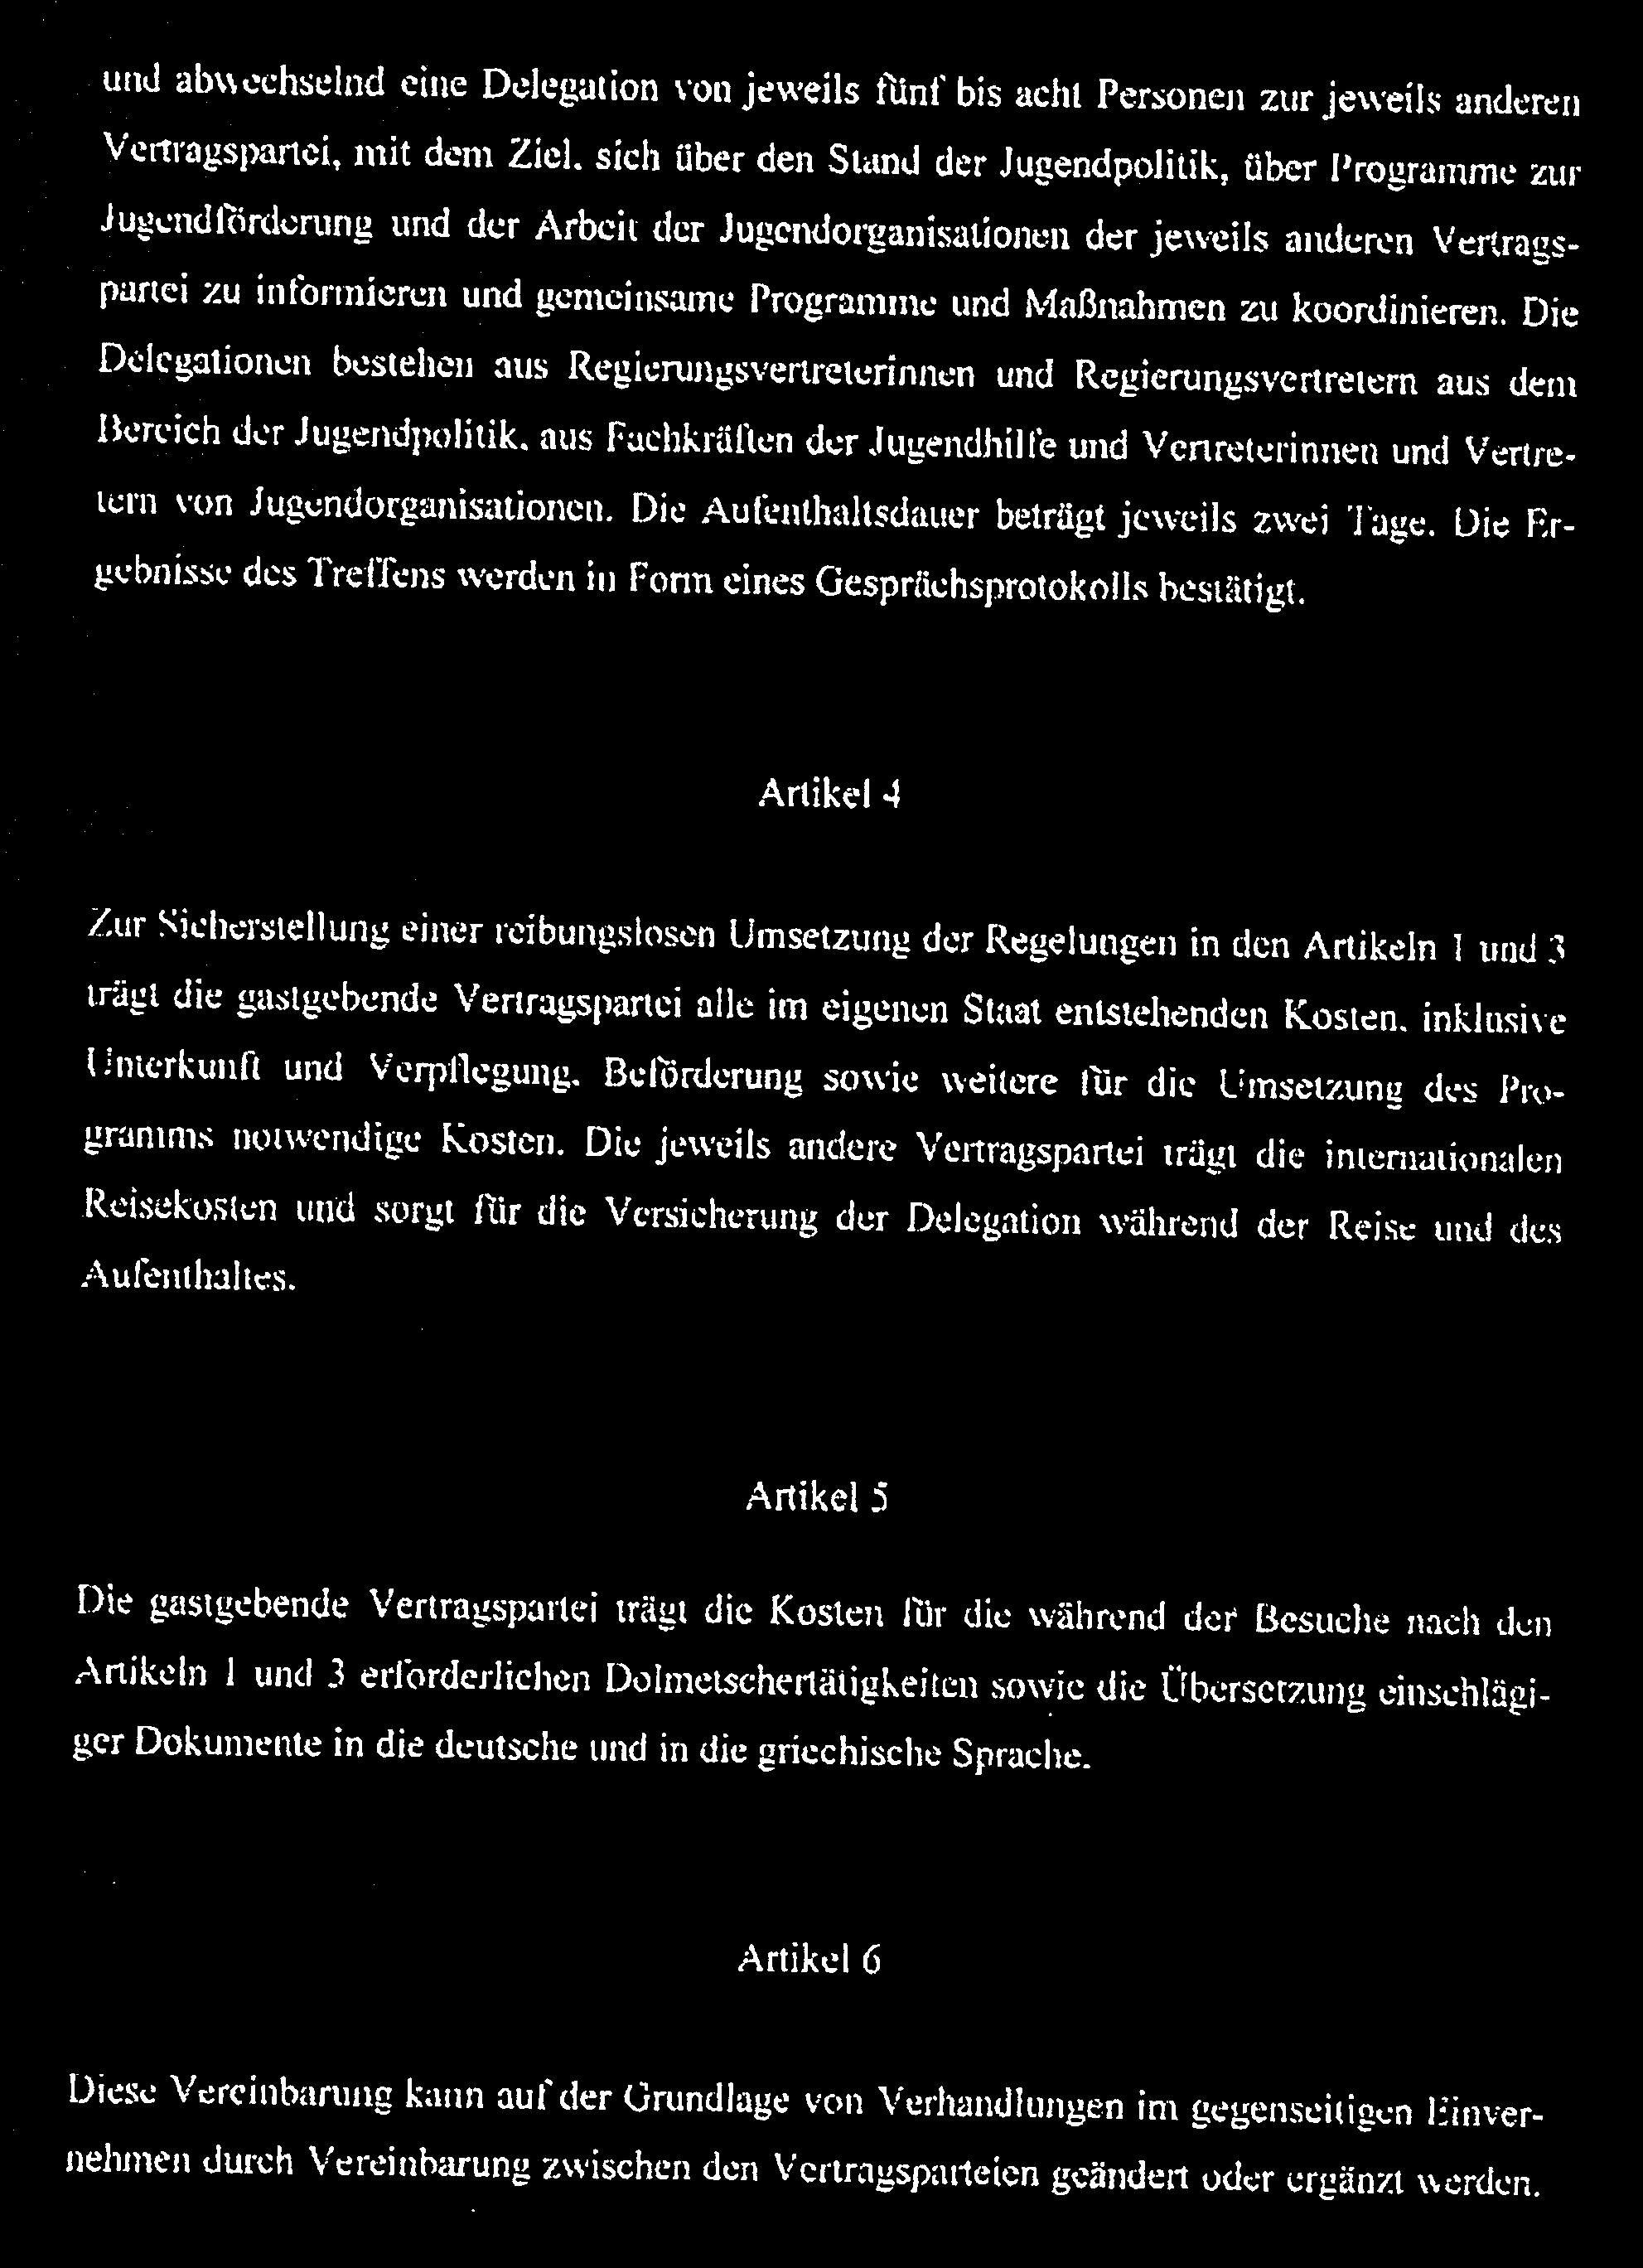 und abwechselnd eine Delegation von jeweils fünf bis acht Personen zur jeweils anderen
Vertragspartei, mit dem Ziel, sich über den Stand der Jugendpolitik, über Programme zur
Jugendförderung und der Arbeit der Jugendorganisationen der jeweils anderen Vertrags-
partei zu informieren und gemeinsame Programme und Maßnahmen zu koordinieren. Die
Delegationen bestehen aus Regierungsvertreterinnen und Regierungsvertretern aus dem
Bereich der Jugendpolitik, aus Fachkräften der Jugendhilfe und Vertreterinnen und Vertre-
tern von Jugendorganisationen. Die Aufenthaltsdauer beträgt jeweils zwei Tage. Die Er-
gebnisse des Treffens werden in Form eines Gesprächsprotokolls bestätigt.
Artikel 4
Zur Sicherstellung einer reibungslosen Umsetzung der Regelungen in den Artikeln 1 und 3
trägt die gastgebende Vertragspartei alle im eigenen Staat entstehenden Kosten, inklusive
Unterkunft und Verpflegung, Beförderung sowie weitere für die Umsetzung des Pro-
gramms notwendige Kosten. Die jeweils andere Vertragspartei trägt die internationalen
Reisekosten und sorgt für die Versicherung der Delegation während der Reise und des
Aufenthaltes.
Artikel 5
Die gastgebende Vertragspartei trägt die Kosten für die während der Besuche nach den
Artikeln 1 und 3 erforderlichen Dolmetschertätigkeiten sowie die Übersetzung einschlägi-
ger Dokumente in die deutsche und in die griechische Sprache.
Artikel 6
Diese Vereinbarung kann auf der Grundlage von Verhandlungen im gegenseitigen Einver-
nehmen durch Vereinbarung zwischen den Vertragsparteien geändert oder ergänzt werden.